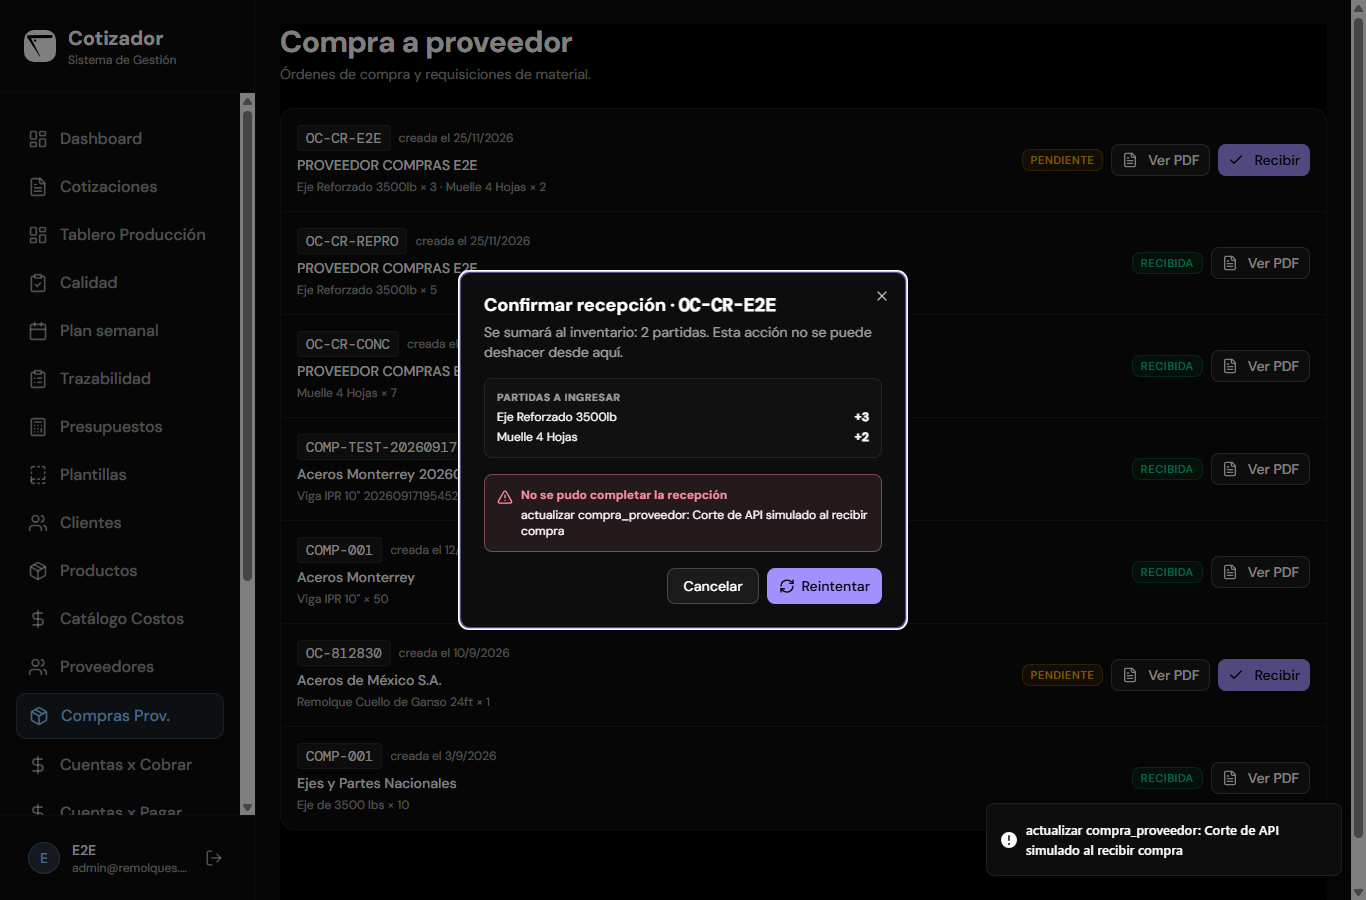 Cotizador
Sistema de Gestión
Dashboard
Cotizaciones
Tablero Producción
Calidad
Plan semanal
Trazabilidad
Presupuestos
Plantillas
Clientes
Productos
Catálogo Costos
Proveedores
Compras Prov.
Cuentas x Cobrar
Cuentas x Pagar
E
E2E
admin@remolques....
Compra a proveedor
Órdenes de compra y requisiciones de material.
OC-CR-E2E creada el 25/11/2026
PROVEEDOR COMPRAS E2E
Eje Reforzado 3500lb × 3 · Muelle 4 Hojas × 2
PENDIENTE Ver PDF Recibir
OC-CR-REPRO creada el 25/11/2026
PROVEEDOR COMPRAS E2E
Eje Reforzado 3500lb × 5
RECIBIDA Ver PDF
OC-CR-CONC creada el
PROVEEDOR COMPRAS E
Muelle 4 Hojas × 7
RECIBIDA Ver PDF
COMP-TEST-20260917
Aceros Monterrey 20260
Viga IPR 10" 20260917195452
RECIBIDA Ver PDF
COMP-001 creada el 12/
Aceros Monterrey
Viga IPR 10" × 50
RECIBIDA Ver PDF
OC-812830 creada el 10/9/2026
Aceros de México S.A.
Remolque Cuello de Ganso 24ft × 1
PENDIENTE Ver PDF Recibir
COMP-001 creada el 3/9/2026
Ejes y Partes Nacionales
Eje de 3500 lbs × 10
RECIBIDA Ver PDF
Confirmar recepción · OC-CR-E2E
Se sumará al inventario: 2 partidas. Esta acción no se puede
deshacer desde aquí.
PARTIDAS A INGRESAR
Eje Reforzado 3500lb +3
Muelle 4 Hojas +2
No se pudo completar la recepción
actualizar compra_proveedor: Corte de API simulado al recibir
compra
Cancelar Reintentar
actualizar compra_proveedor: Corte de API
simulado al recibir compra